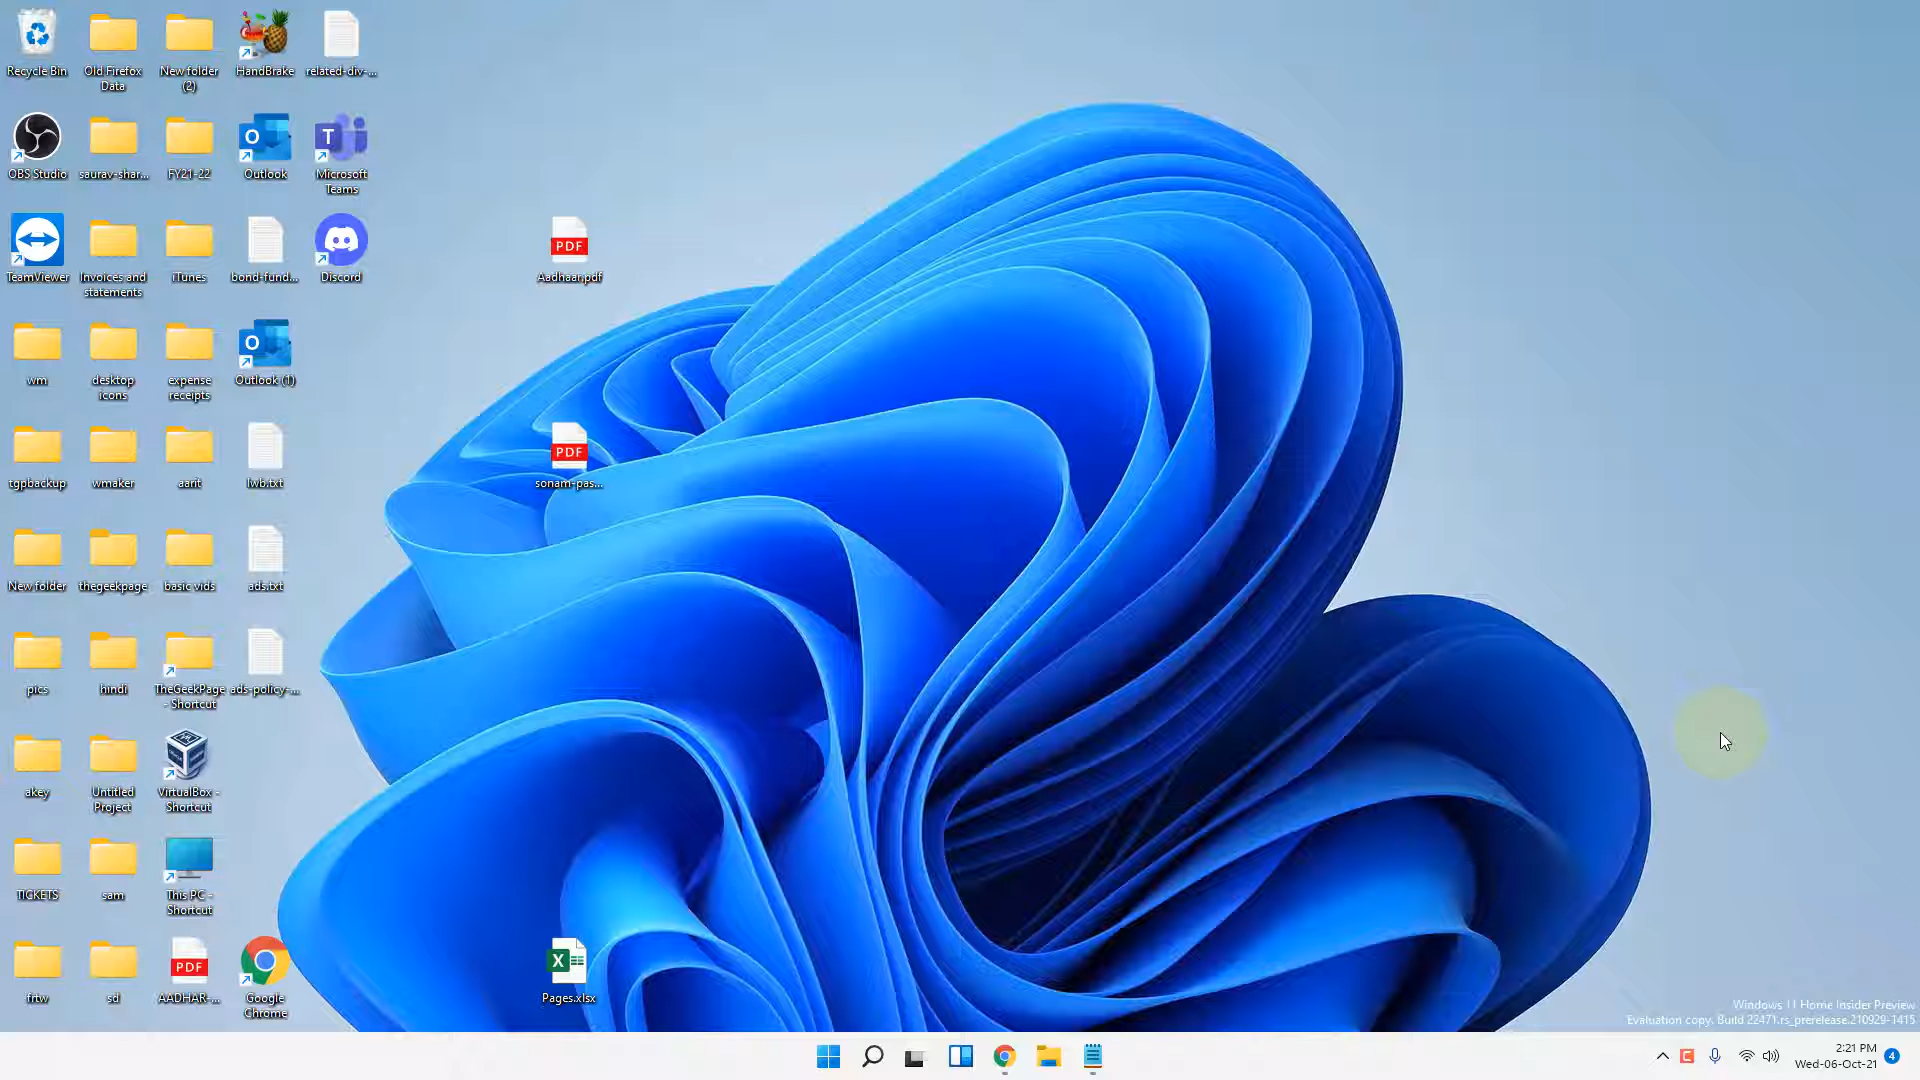 Recycle Bin
Old Firefox
Data
New folder
(2)
HandBrake
related-div-...
OBS Studio
saurav-shar...
FY21-22
Outlook
Microsoft
Teams
TeamViewer
Invoices and
statements
iTunes
bond-fund...
Discord
PDF
Aadhaar.pdf
wm
desktop
icons
expense
receipts
Outlook (1)
tgpbackup
wmaker
aarit
lwb.txt
PDF
sonam-pas...
New folder
thegeekpage
basic vids
ads.txt
pics
hindi
TheGeekPage
- Shortcut
ads-policy-...
akey
Untitled
Project
VirtualBox -
Shortcut
TICKETS
sam
This PC -
Shortcut
frtw
sd
PDF
AADHAR-...
Google
Chrome
Pages.xlsx
Windows 11 Home Insider Preview
Evaluation copy. Build 22471.rs_prerelease.210929-1415
2:21 PM
Wed-06-Oct-21
4